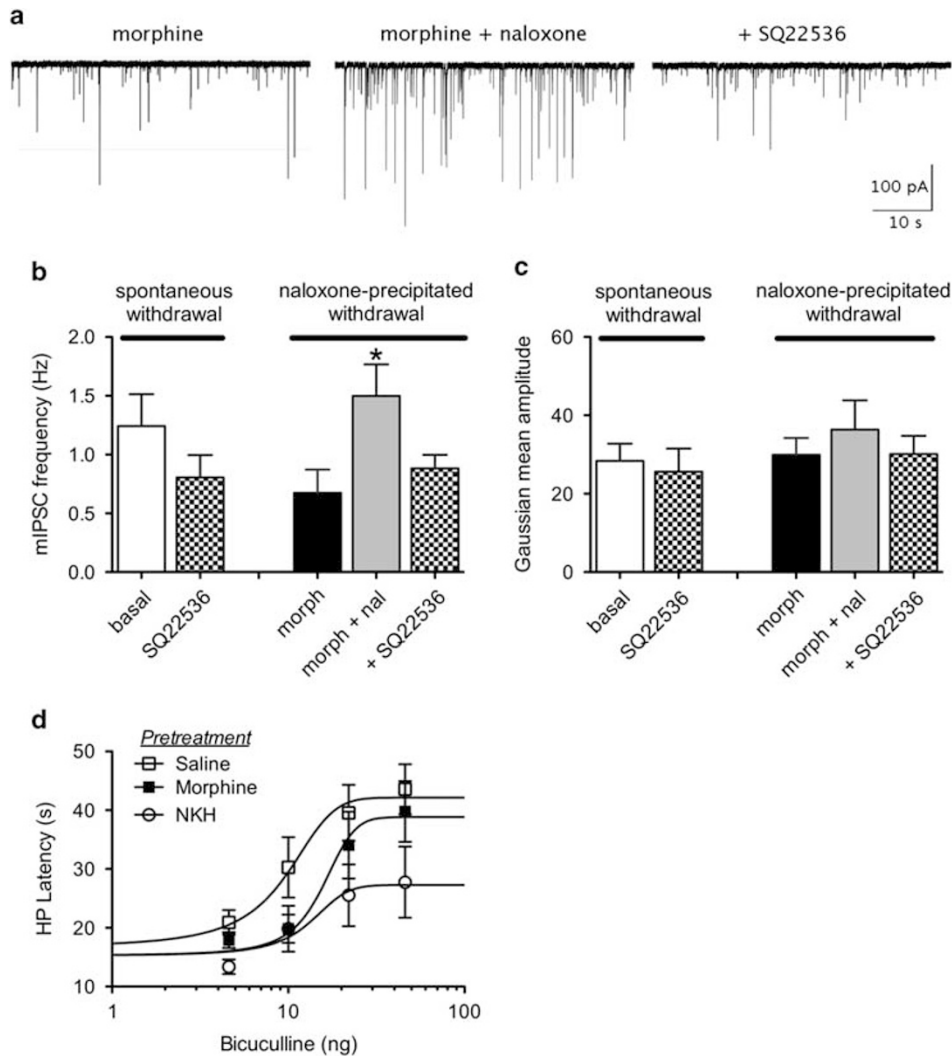 a
morphine
morphine + naloxone
+ SQ22536
100 pA
10 s
b
spontaneous
withdrawal
naloxone-precipitated
withdrawal
mIPSC frequency (Hz)
2.0
1.5
1.0
0.5
0.0
*
basal
SQ22536
morph
morph + nal
+ SQ22536
c
spontaneous
withdrawal
naloxone-precipitated
withdrawal
Gaussian mean amplitude
60
40
20
0
basal
SQ22536
morph
morph + nal
+ SQ22536
d
Pretreatment
Saline
Morphine
NKH
HP Latency (s)
50
40
30
20
10
1
10
100
Bicuculline (ng)